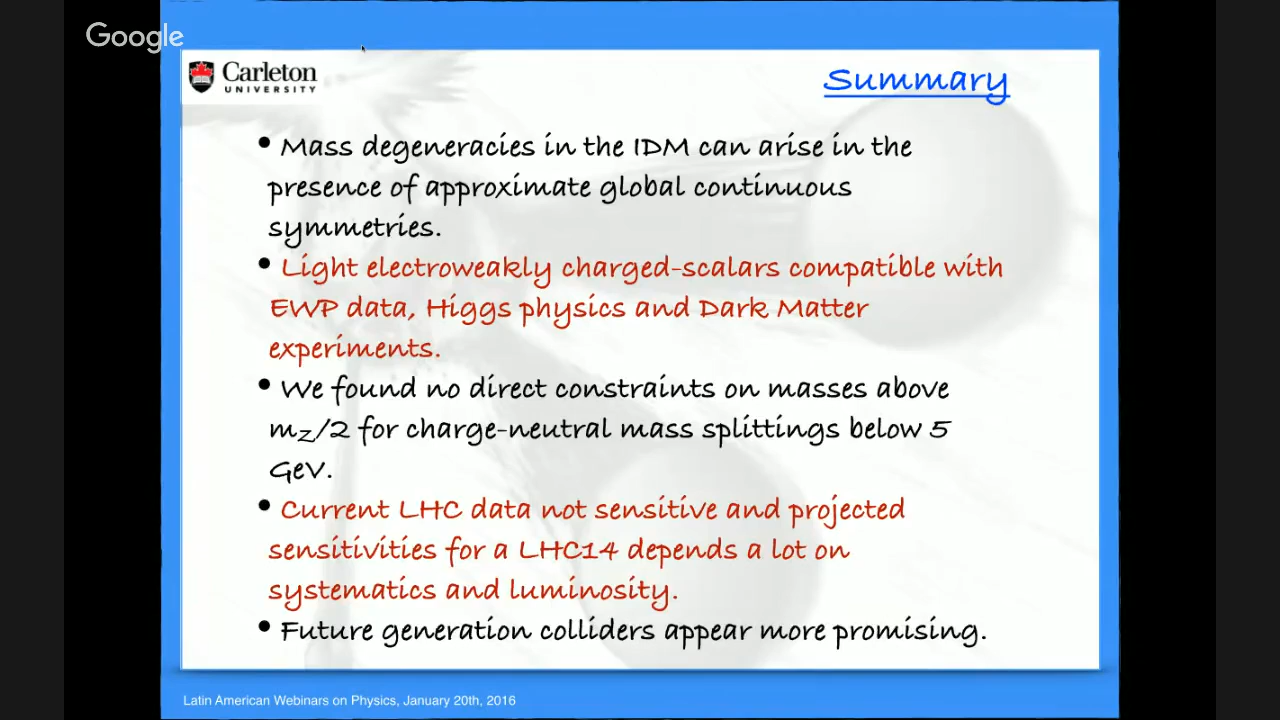 Google
Carleton
UNIVERSITY
Summary
• Mass degeneracies in the IDM can arise in the
presence of approximate global continuous
symmetries.
• Light electroweakly charged-scalars compatible with
EWP data, Higgs physics and Dark Matter
experiments.
• We found no direct constraints on masses above
mZ/2 for charge-neutral mass splittings below 5
GeV.
• Current LHC data not sensitive and projected
sensitivities for a LHC14 depends a lot on
systematics and luminosity.
• Future generation colliders appear more promising.
Latin American Webinars on Physics, January 20th, 2016